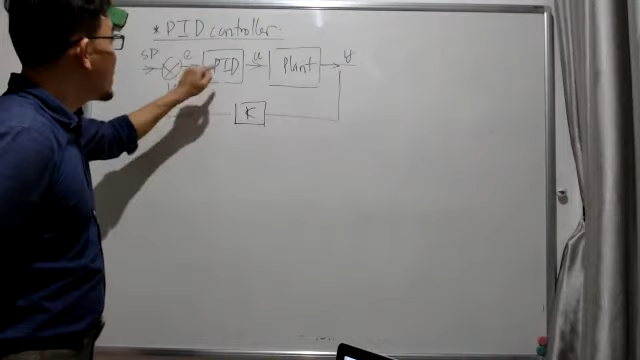 * PID controller.
SP e PID u Plant y
K